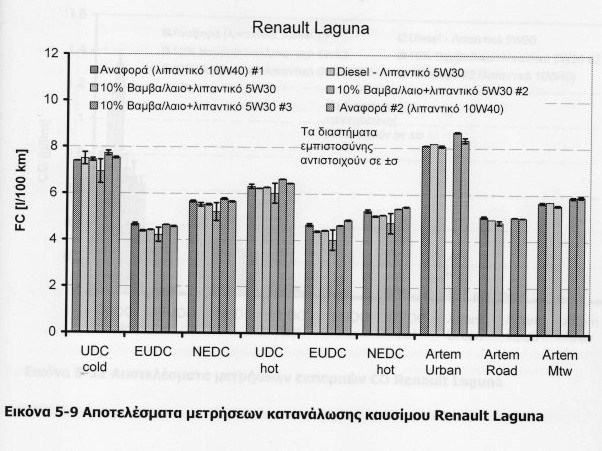 Renault Laguna
FC [l/100 km]
12
10
8
6
4
2
0
Αναφορά (λιπαντικό 10W40) #1
Diesel - Λιπαντικό 5W30
10% Βαμβα/λαιο+λιπαντικό 5W30
10% Βαμβα/λαιο+λιπαντικό 5W30 #2
10% Βαμβα/λαιο+λιπαντικό 5W30 #3
Αναφορά #2 (λιπαντικό 10W40)
Τα διαστήματα
εμπιστοσύνης
αντιστοιχούν σε ±σ
UDC cold
EUDC
NEDC
UDC hot
EUDC
NEDC hot
Artem Urban
Artem Road
Artem Mtw
Εικόνα 5-9 Αποτελέσματα μετρήσεων κατανάλωσης καυσίμου Renault Laguna